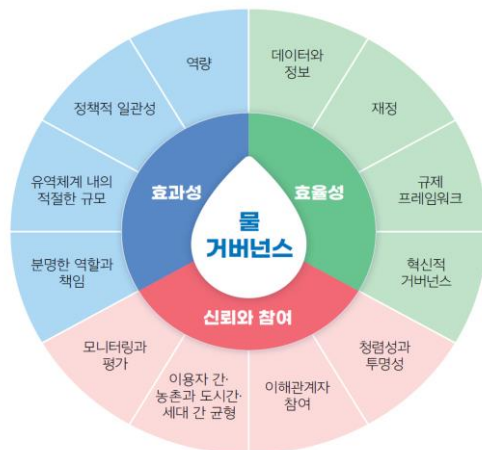 역량
데이터와
정보
정책적 일관성
재정
유역체계 내의
적절한 규모
효과성
효율성
규제
프레임워크
물
거버넌스
분명한 역할과
책임
혁신적
거버넌스
신뢰와 참여
모니터링과
평가
청렴성과
투명성
이용자 간·
농촌과 도시간·
세대 간 균형
이해관계자
참여